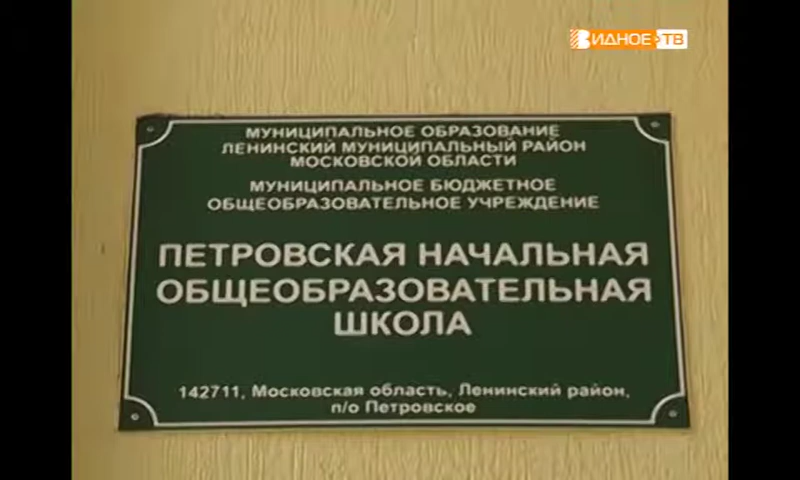 ВИДНОЕ-ТВ
МУНИЦИПАЛЬНОЕ ОБРАЗОВАНИЕ
ЛЕНИНСКИЙ МУНИЦИПАЛЬНЫЙ РАЙОН
МОСКОВСКОЙ ОБЛАСТИ
МУНИЦИПАЛЬНОЕ БЮДЖЕТНОЕ
ОБЩЕОБРАЗОВАТЕЛЬНОЕ УЧРЕЖДЕНИЕ
ПЕТРОВСКАЯ НАЧАЛЬНАЯ
ОБЩЕОБРАЗОВАТЕЛЬНАЯ
ШКОЛА
142711, Московская область, Ленинский район,
п/о Петровское